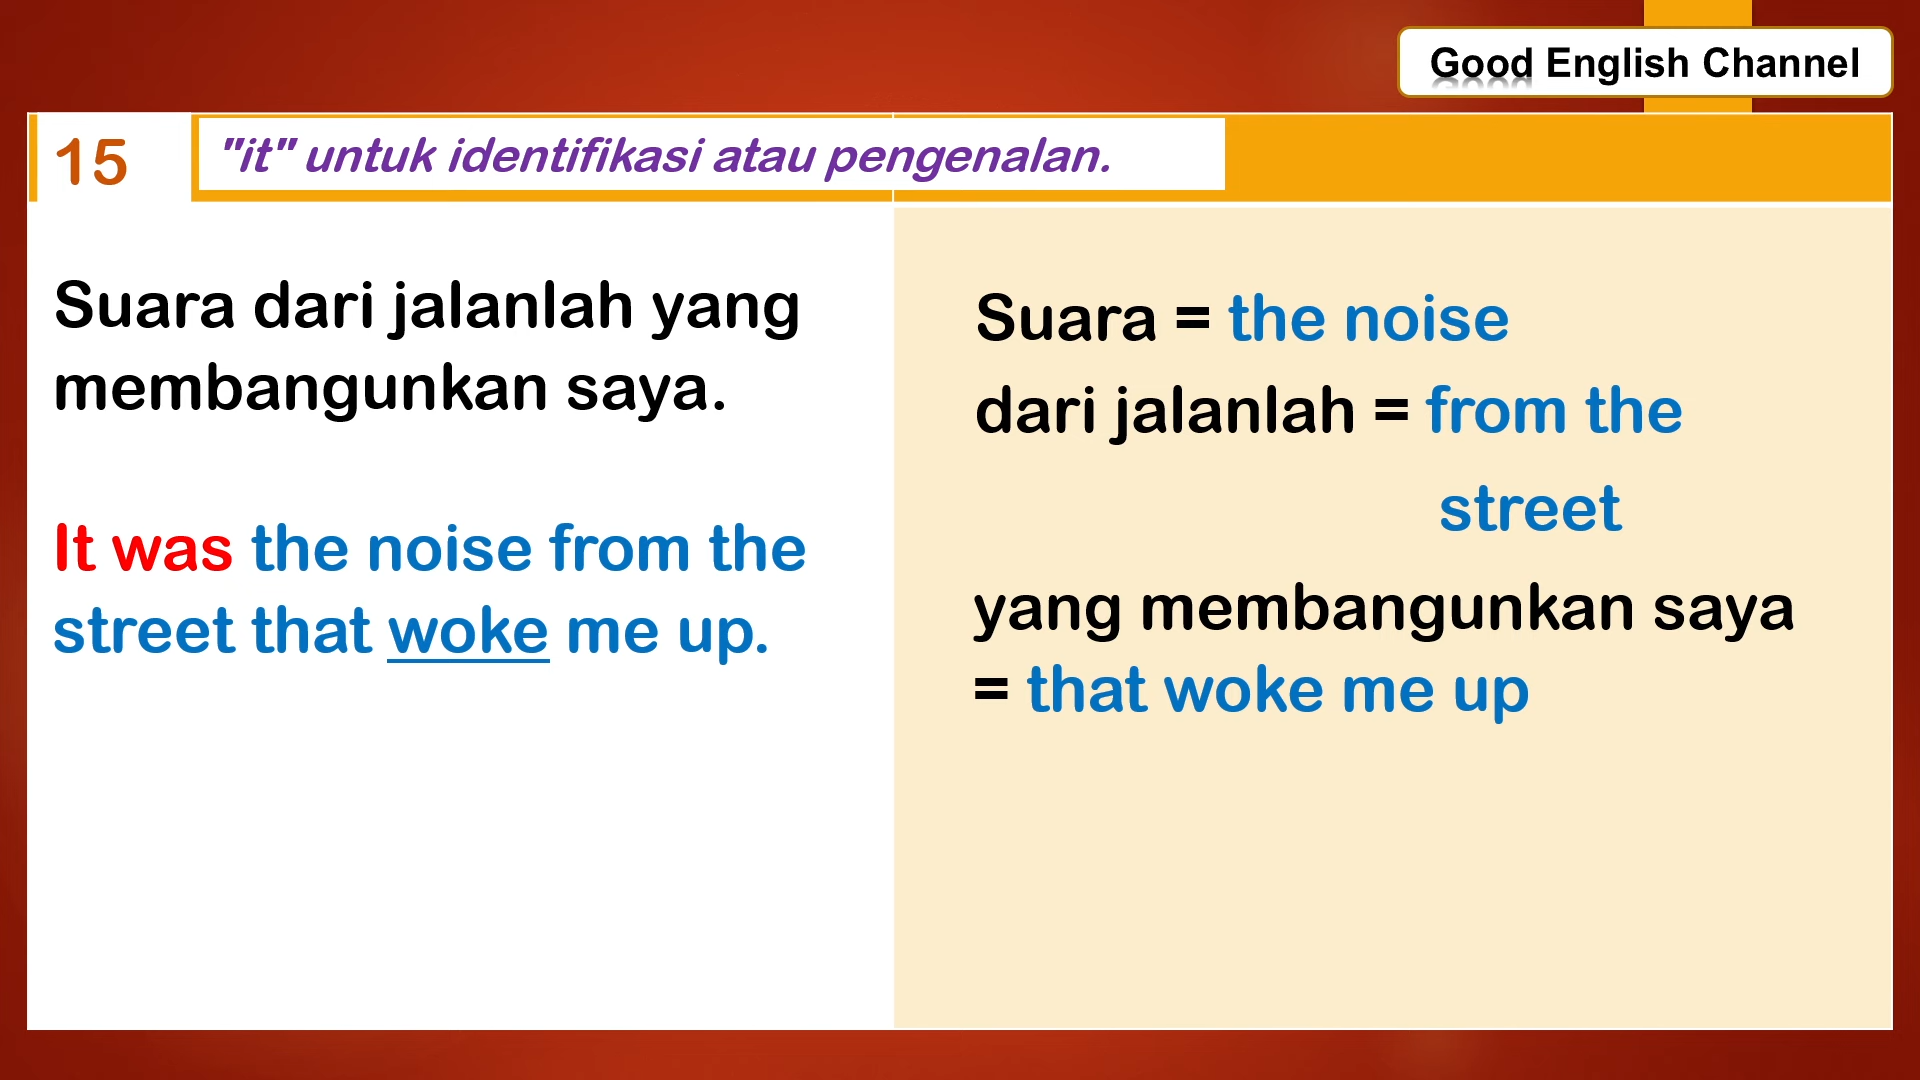 Good English Channel
15
"it" untuk identifikasi atau pengenalan.
Suara dari jalanlah yang
membangunkan saya.
It was the noise from the
street that woke me up.
Suara = the noise
dari jalanlah = from the
street
yang membangunkan saya
= that woke me up